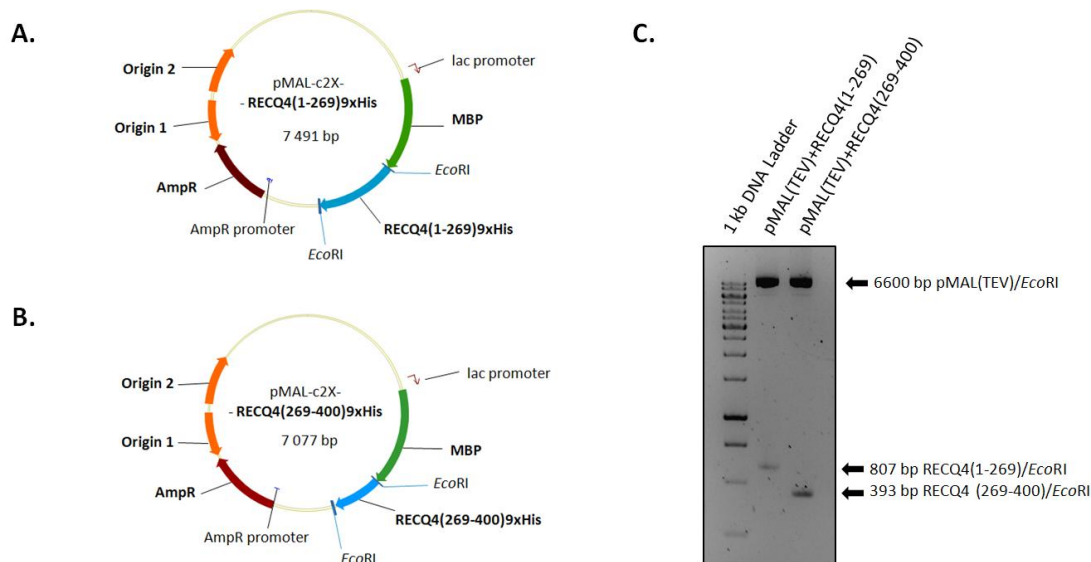 A.
Origin 2
Origin 1
AmpR
AmpR promoter
pMAL-c2X-
- RECQ4(1-269)9xHis
7 491 bp
lac promoter
MBP
EcoRI
RECQ4(1-269)9xHis
EcoRI
B.
Origin 2
Origin 1
AmpR
AmpR promoter
pMAL-c2X-
- RECQ4(269-400)9xHis
7 077 bp
lac promoter
MBP
EcoRI
RECQ4(269-400)9xHis
EcoRI
C.
1 kb DNA Ladder
pMAL(TEV)+RECQ4(1-269)
pMAL(TEV)+RECQ4(269-400)
6600 bp pMAL(TEV)/EcoRI
807 bp RECQ4(1-269)/EcoRI
393 bp RECQ4 (269-400)/EcoRI